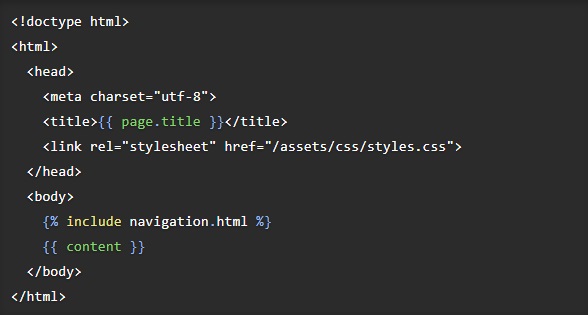 <!doctype html>
<html>
  <head>
    <meta charset="utf-8">
    <title>{{ page.title }}</title>
    <link rel="stylesheet" href="/assets/css/styles.css">
  </head>
  <body>
    {% include navigation.html %}
    {{ content }}
  </body>
</html>